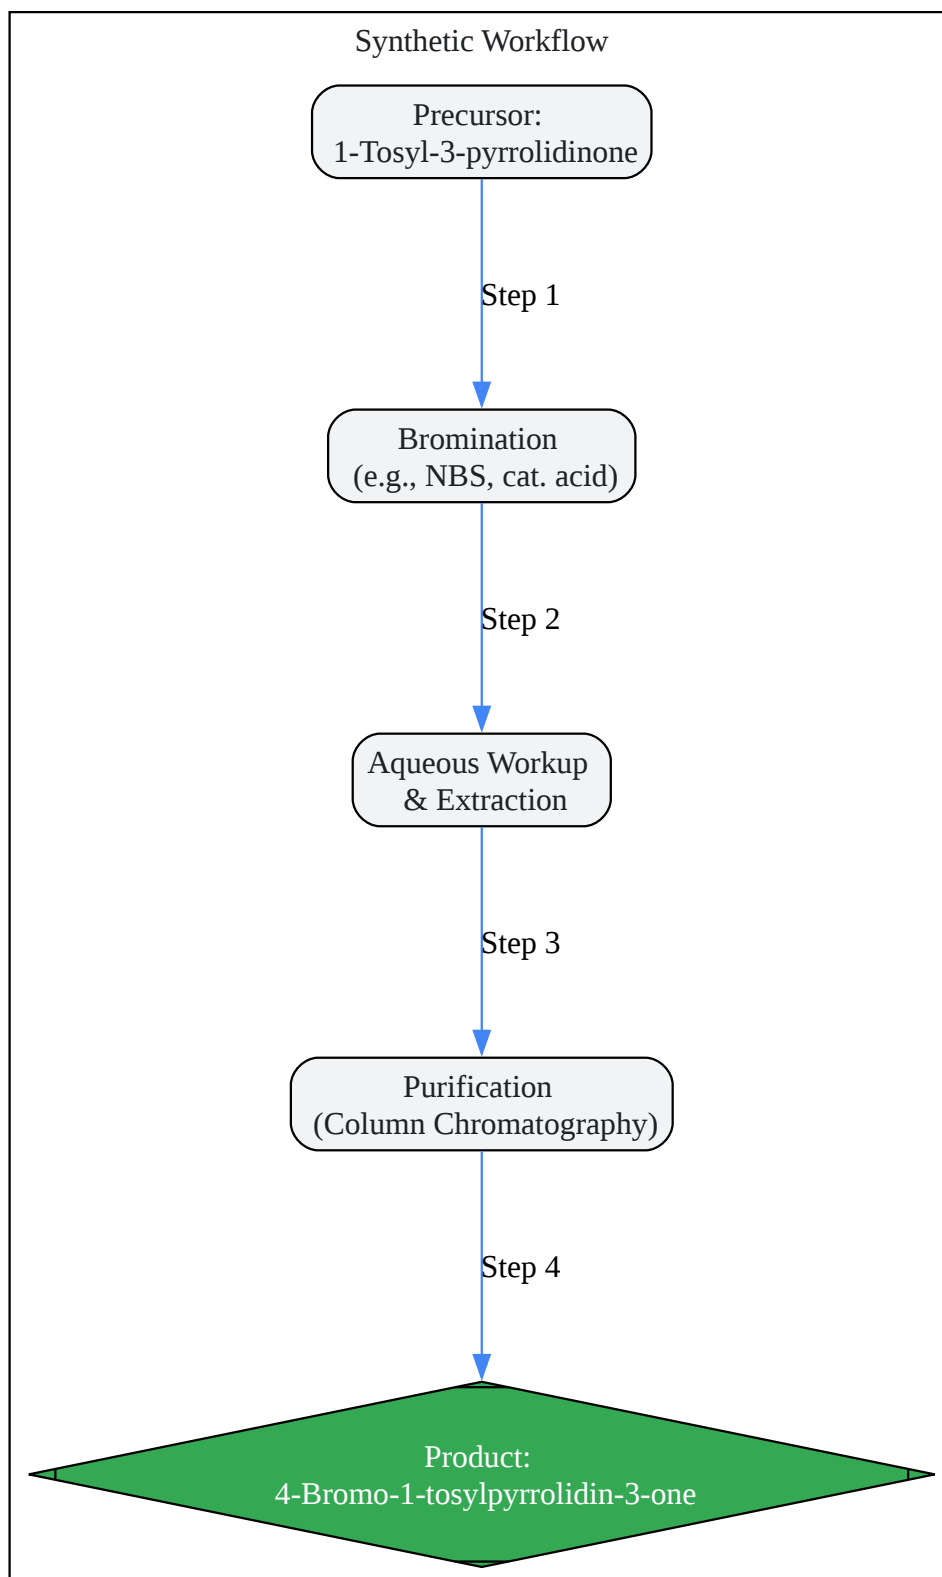 Synthetic Workflow
Precursor:
1-Tosyl-3-pyrrolidinone
Step 1
Bromination
(e.g., NBS, cat. acid)
Step 2
Aqueous Workup
& Extraction
Step 3
Purification
(Column Chromatography)
Step 4
Product:
4-Bromo-1-tosylpyrrolidin-3-one